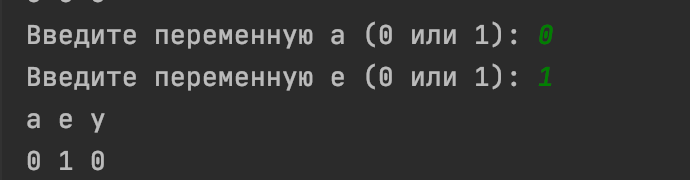 Введите переменную a (0 или 1): 0
Введите переменную e (0 или 1): 1
a e y
0 1 0